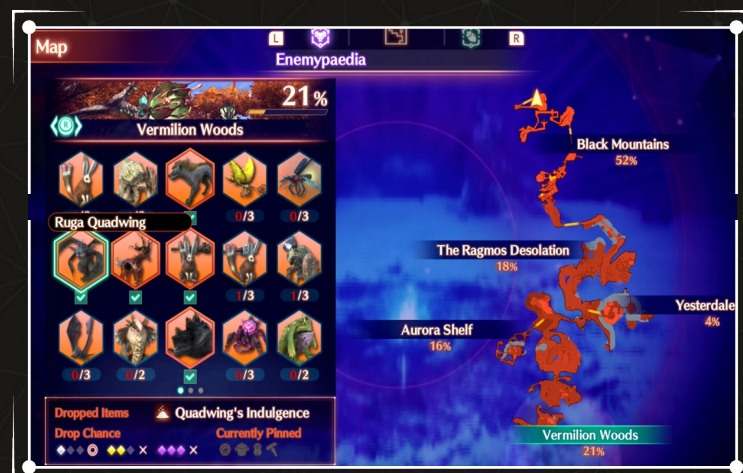 Map
L
R
Enemypaedia
21%
R
Vermilion Woods
0/3
0/3
Ruga Quadwing
1/3
1/3
0/3
0/2
0/3
0/2
Dropped Items
Quadwing's Indulgence
Drop Chance
Currently Pinned
Black Mountains
52%
The Ragmos Desolation
18%
Yesterdale
4%
Aurora Shelf
16%
Vermilion Woods
21%